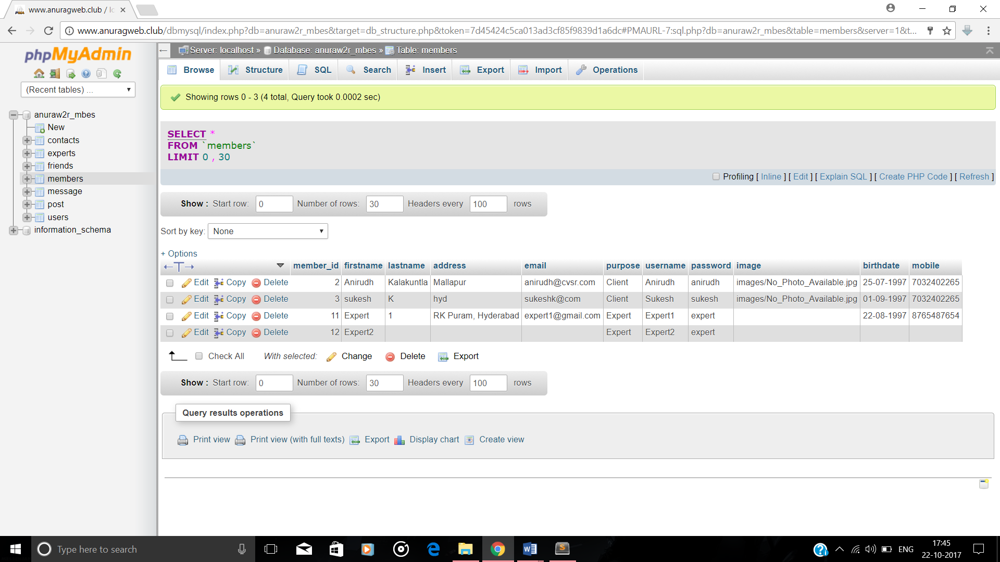 www.anuragweb.club / lo
www.anuragweb.club/dbmysql/index.php?db=anuraw2r_mbes&target=db_structure.php&token=7d45424c5ca013ad3cf85f9839d1a6dc#PMAURL-7:sql.php?db=anuraw2r_mbes&table=members&server=1&t...
phpMyAdmin
(Recent tables) ...
anuraw2r_mbes
New
contacts
experts
friends
members
message
post
users
information_schema
Server: localhost » Database: anuraw2r_mbes » Table: members
Browse Structure SQL Search Insert Export Import Operations
Showing rows 0 - 3 (4 total, Query took 0.0002 sec)
SELECT *
FROM `members`
LIMIT 0 , 30
Profiling [ Inline ] [ Edit ] [ Explain SQL ] [ Create PHP Code ] [ Refresh ]
Show : Start row: 0 Number of rows: 30 Headers every 100 rows
Sort by key: None
+ Options
member_id firstname lastname address email purpose username password image birthdate mobile
Edit Copy Delete 2 Anirudh Kalakuntla Mallapur anirudh@cvsr.com Client Anirudh anirudh images/No_Photo_Available.jpg 25-07-1997 7032402265
Edit Copy Delete 3 sukesh K hyd sukeshk@com Client Sukesh sukesh images/No_Photo_Available.jpg 01-09-1997 7032402265
Edit Copy Delete 11 Expert 1 RK Puram, Hyderabad expert1@gmail.com Expert Expert1 expert 22-08-1997 8765487654
Edit Copy Delete 12 Expert2 Expert Expert2 expert
Check All With selected: Change Delete Export
Show : Start row: 0 Number of rows: 30 Headers every 100 rows
Query results operations
Print view Print view (with full texts) Export Display chart Create view
Type here to search
ENG
17:45
22-10-2017